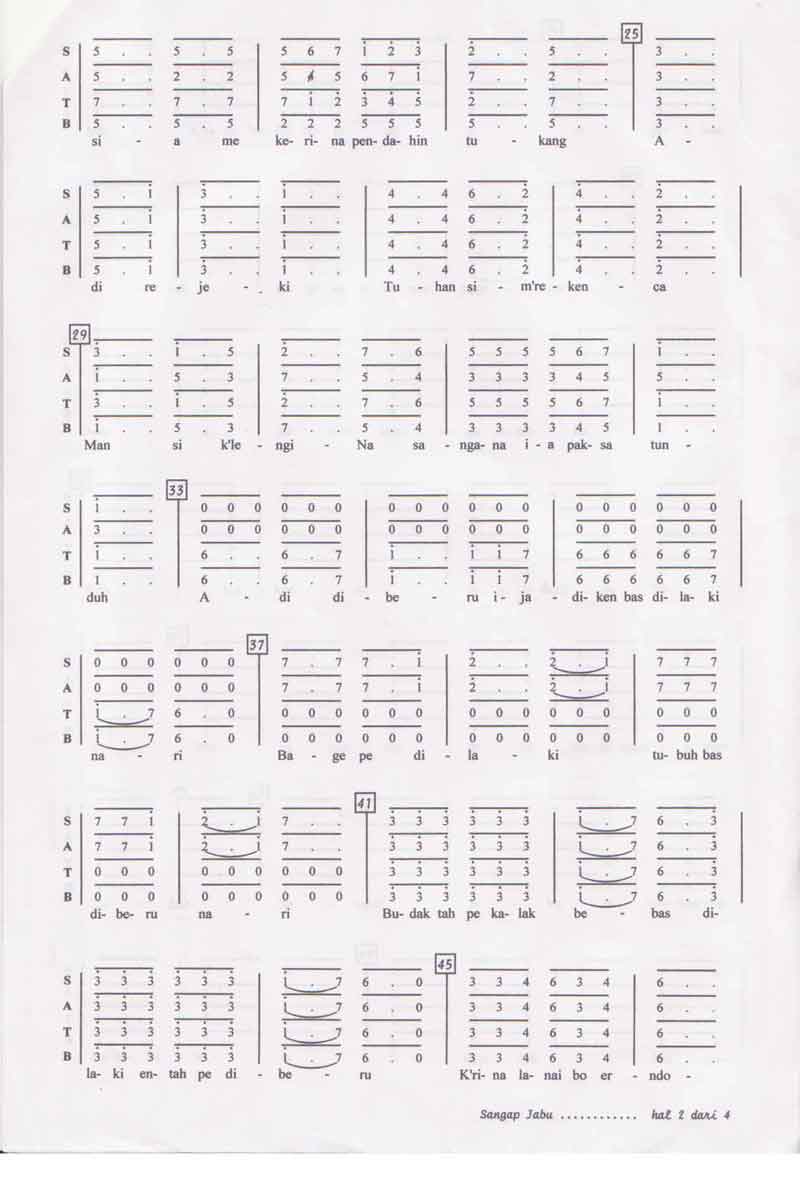 25
S 5 . . 5 . 5 5 6 7 1̇ 2̇ 3̇ 2̇ . . 5 . . 3 . .
A 5 . . 2 . 2 5 5 6 7 1̇ 7 . . 2 . . 3 . .
T 7 . . 7 . 7 7 1̇ 2̇ 3̇ 4̇ 5̇ 2̇ . . 7 . . 3 . .
B 5 . . 5 . 5 2 2 2 5 5 5 5 . . 5 . . 3 . .
si - a me ke- ri- na pen- da- hin tu - kang A -
S 5 . 1̇ 3̇ . . 1̇ . . 4 . 4 6 . 2̇ 4̇ . . 2̇ . .
A 5 . 1̇ 3̇ . . 1̇ . . 4 . 4 6 . 2̇ 4̇ . . 2̇ . .
T 5 . 1̇ 3̇ . . 1̇ . . 4 . 4 6 . 2̇ 4̇ . . 2̇ . .
B 5 . 1̇ 3̇ . . 1̇ . . 4 . 4 6 . 2̇ 4̇ . . 2̇ . .
di re - je - . ki Tu - han si - m're - ken - ca
29
S 3̇ . . 1̇ . 5 2̇ . . 7 . 6 5 5 5 5 6 7 1̇ . .
A 1̇ . . 5 . 3 7 . . 5 . 4 3 3 3 3 4 5 5 . .
T 3̇ . . 1̇ . 5 2̇ . . 7 . 6 5 5 5 5 6 7 1̇ . .
B 1̇ . . 5 . 3 7 . . 5 . 4 3 3 3 3 4 5 1 . .
Man si k'le - ngi - Na sa - nga- na i - a pak- sa tun -
33
S 1̇ . . 0 0 0 0 0 0 0 0 0 0 0 0 0 0 0 0 0 0
A 3 . . 0 0 0 0 0 0 0 0 0 0 0 0 0 0 0 0 0 0
T 1̇ . . 6 . . 6 . 7 1̇ . . 1̇ 1̇ 7 6 6 6 6 6 7
B 1 . . 6 . . 6 . 7 1̇ . . 1̇ 1̇ 7 6 6 6 6 6 7
duh A - di di - be - ru i - ja - di- ken bas di- la- ki
37
S 0 0 0 0 0 0 7 . 7 7 . 1̇ 2̇ . . 2̇ . 1̇ 7 7 7
A 0 0 0 0 0 0 7 . 7 7 . 1̇ 2̇ . . 2̇ . 1̇ 7 7 7
T 1̇ . 7 6 . 0 0 0 0 0 0 0 0 0 0 0 0 0 0 0 0
B 1̇ . 7 6 . 0 0 0 0 0 0 0 0 0 0 0 0 0 0 0 0
na - ri Ba - ge pe di - la - ki tu- buh bas
41
S 7 7 1̇ 2̇ . 1̇ 7 . . 3̇ 3̇ 3̇ 3̇ 3̇ 3̇ 1̇ . 7 6 . 3̇
A 7 7 1̇ 2̇ . 1̇ 7 . . 3̇ 3̇ 3̇ 3̇ 3̇ 3̇ 1̇ . 7 6 . 3̇
T 0 0 0 0 0 0 0 0 0 3̇ 3̇ 3̇ 3̇ 3̇ 3̇ 1̇ . 7 6 . 3̇
B 0 0 0 0 0 0 0 0 0 3̇ 3̇ 3̇ 3̇ 3̇ 3̇ 1̇ . 7 6 . 3̇
di- be- ru na - ri Bu- dak tah pe ka- lak be - bas di-
45
S 3̇ 3̇ 3̇ 3̇ 3̇ 3̇ 1̇ . 7 6 . 0 3 3 4 6 3 4 6 . .
A 3̇ 3̇ 3̇ 3̇ 3̇ 3̇ 1̇ . 7 6 . 0 3 3 4 6 3 4 6 . .
T 3̇ 3̇ 3̇ 3̇ 3̇ 3̇ 1̇ . 7 6 . 0 3 3 4 6 3 4 6 . .
B 3̇ 3̇ 3̇ 3̇ 3̇ 3̇ 1̇ . 7 6 . 0 3 3 4 6 3 4 6 . .
la- ki en- tah pe di - be - ru K'ri- na la- nai bo er - ndo -
Sangap Jabu ............ hal 2 dari 4